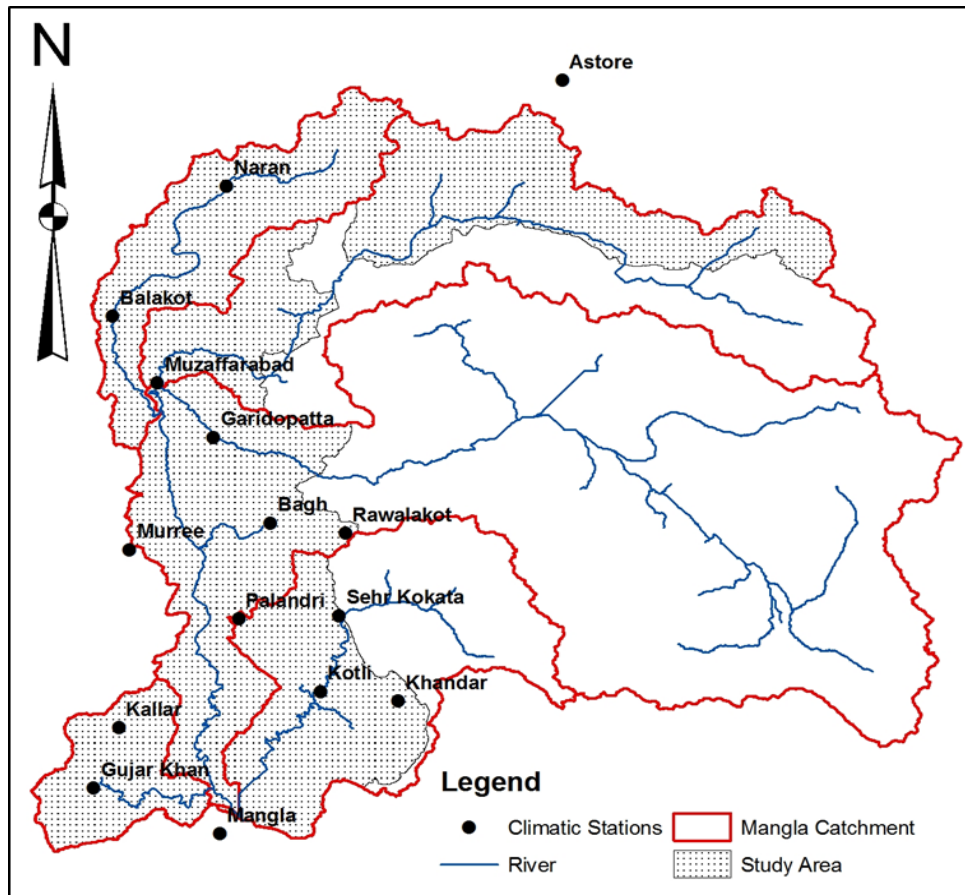 N
Astore
Naran
Balakot
Muzaffarabad
Garidopatta
Bagh
Rawalakot
Murree
Palandri
Sehr Kokata
Kotli
Khandar
Kallar
Gujar Khan
Mangla
Legend
Climatic Stations
Mangla Catchment
River
Study Area